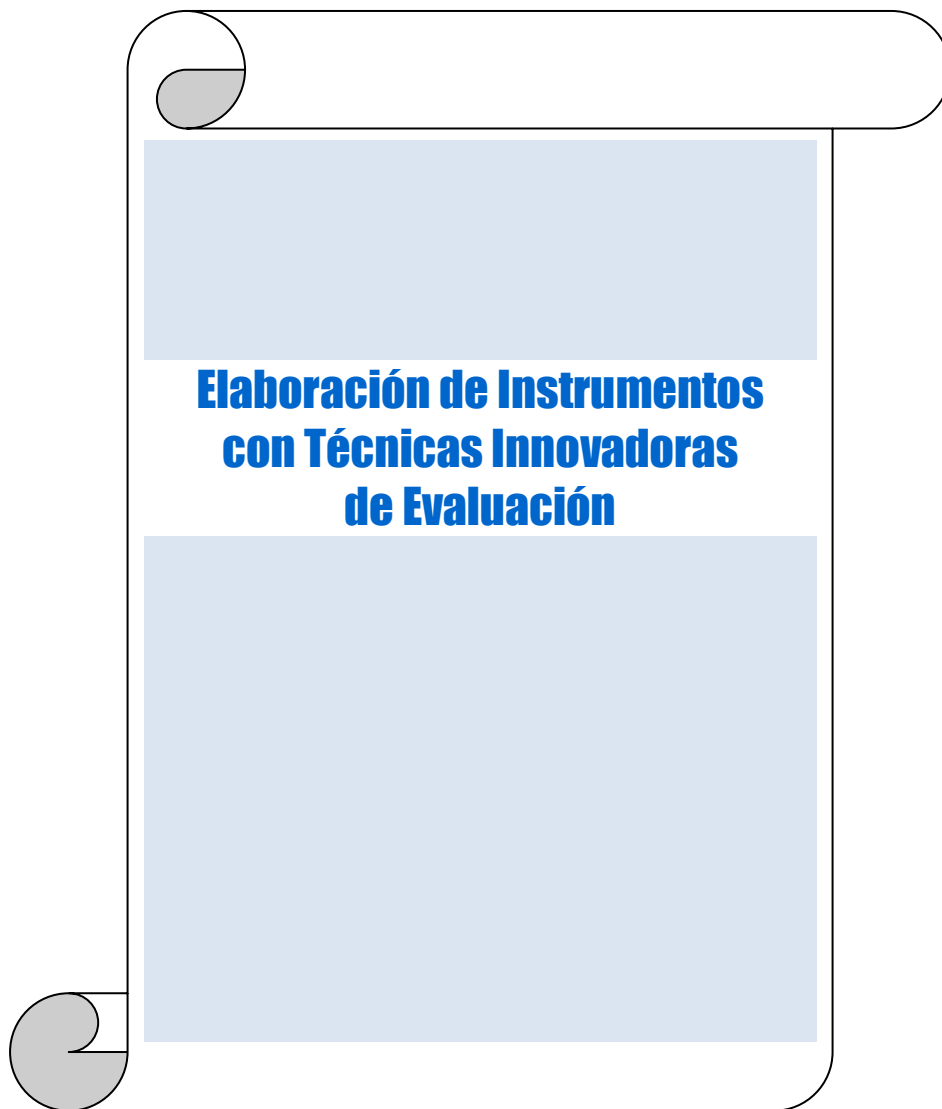 Elaboración de Instrumentos
con Técnicas Innovadoras
de Evaluación